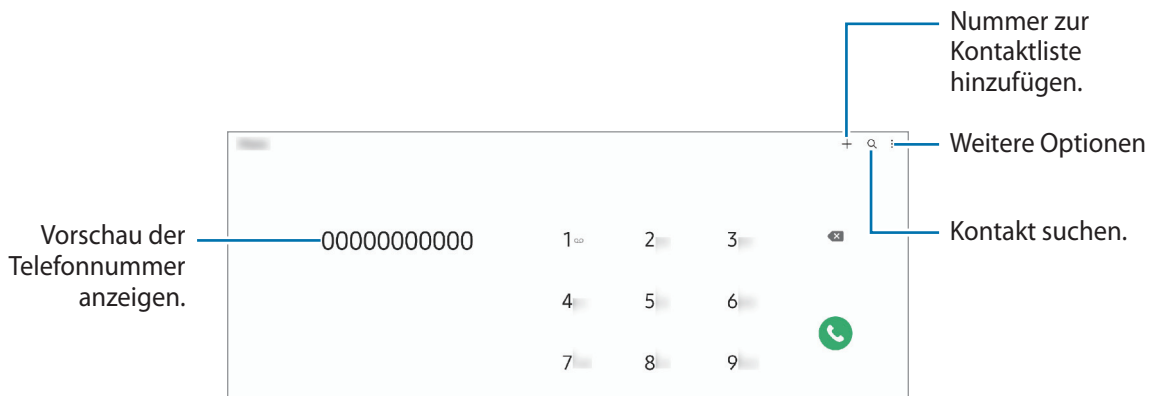 Nummer zur
Kontaktliste
hinzufügen.
Weitere Optionen
Kontakt suchen.
Vorschau der
Telefonnummer
anzeigen.
00000000000
1 2 3
4 5 6
7 8 9